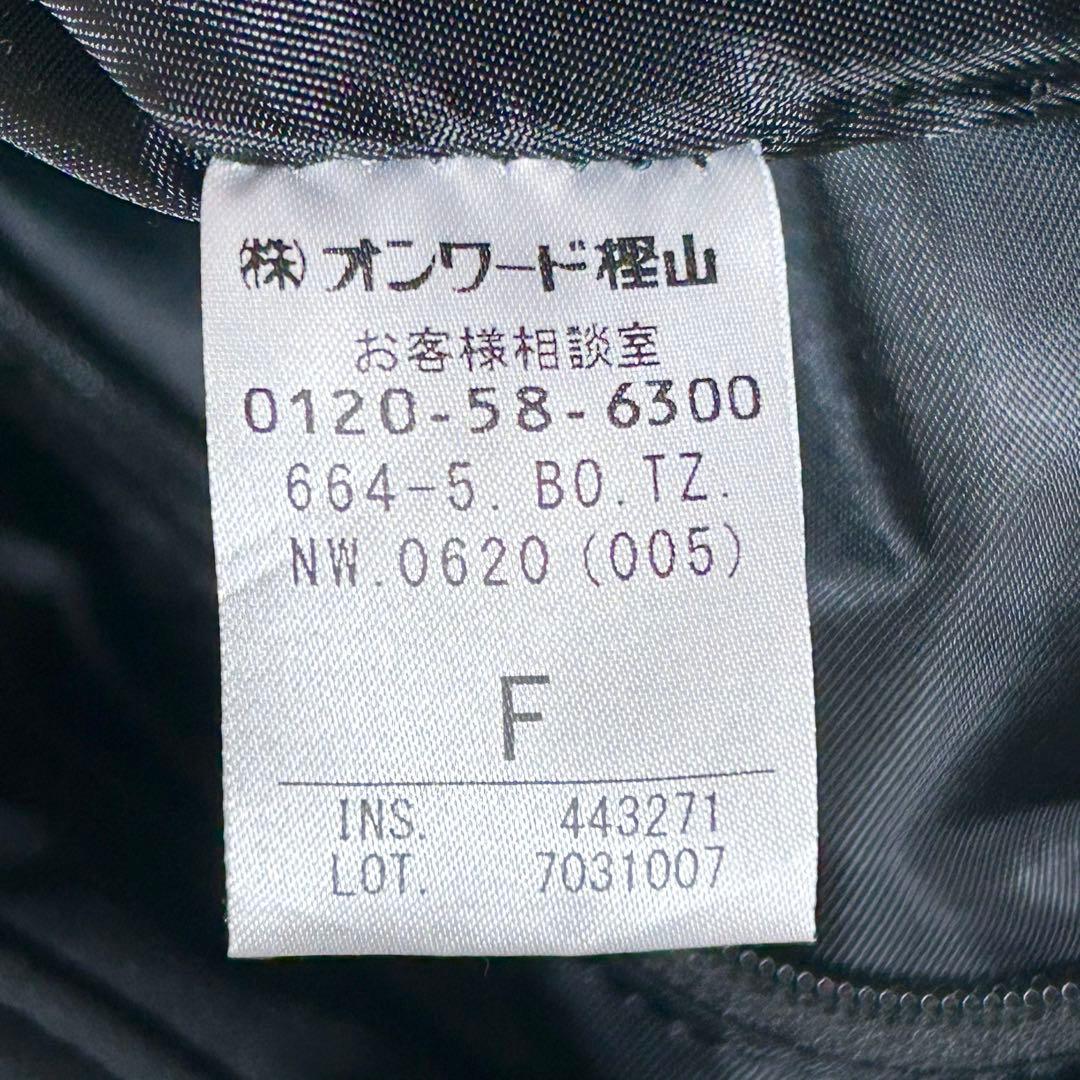 ㈱オンワード樫山
お客様相談室
0120-58-6300
664-5. BO.TZ.
NW.0620 (005)
F
INS. 443271
LOT. 7031007